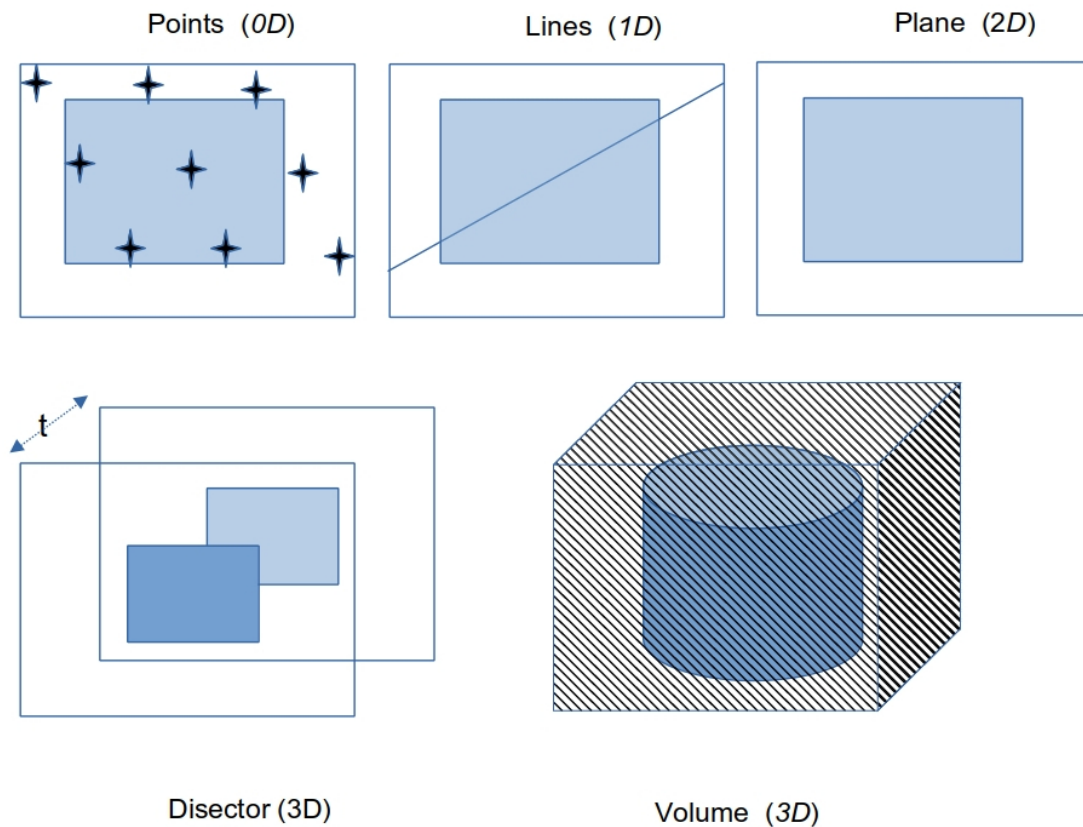 Points (0D)
Lines (1D)
Plane (2D)
t
Disector (3D)
Volume (3D)